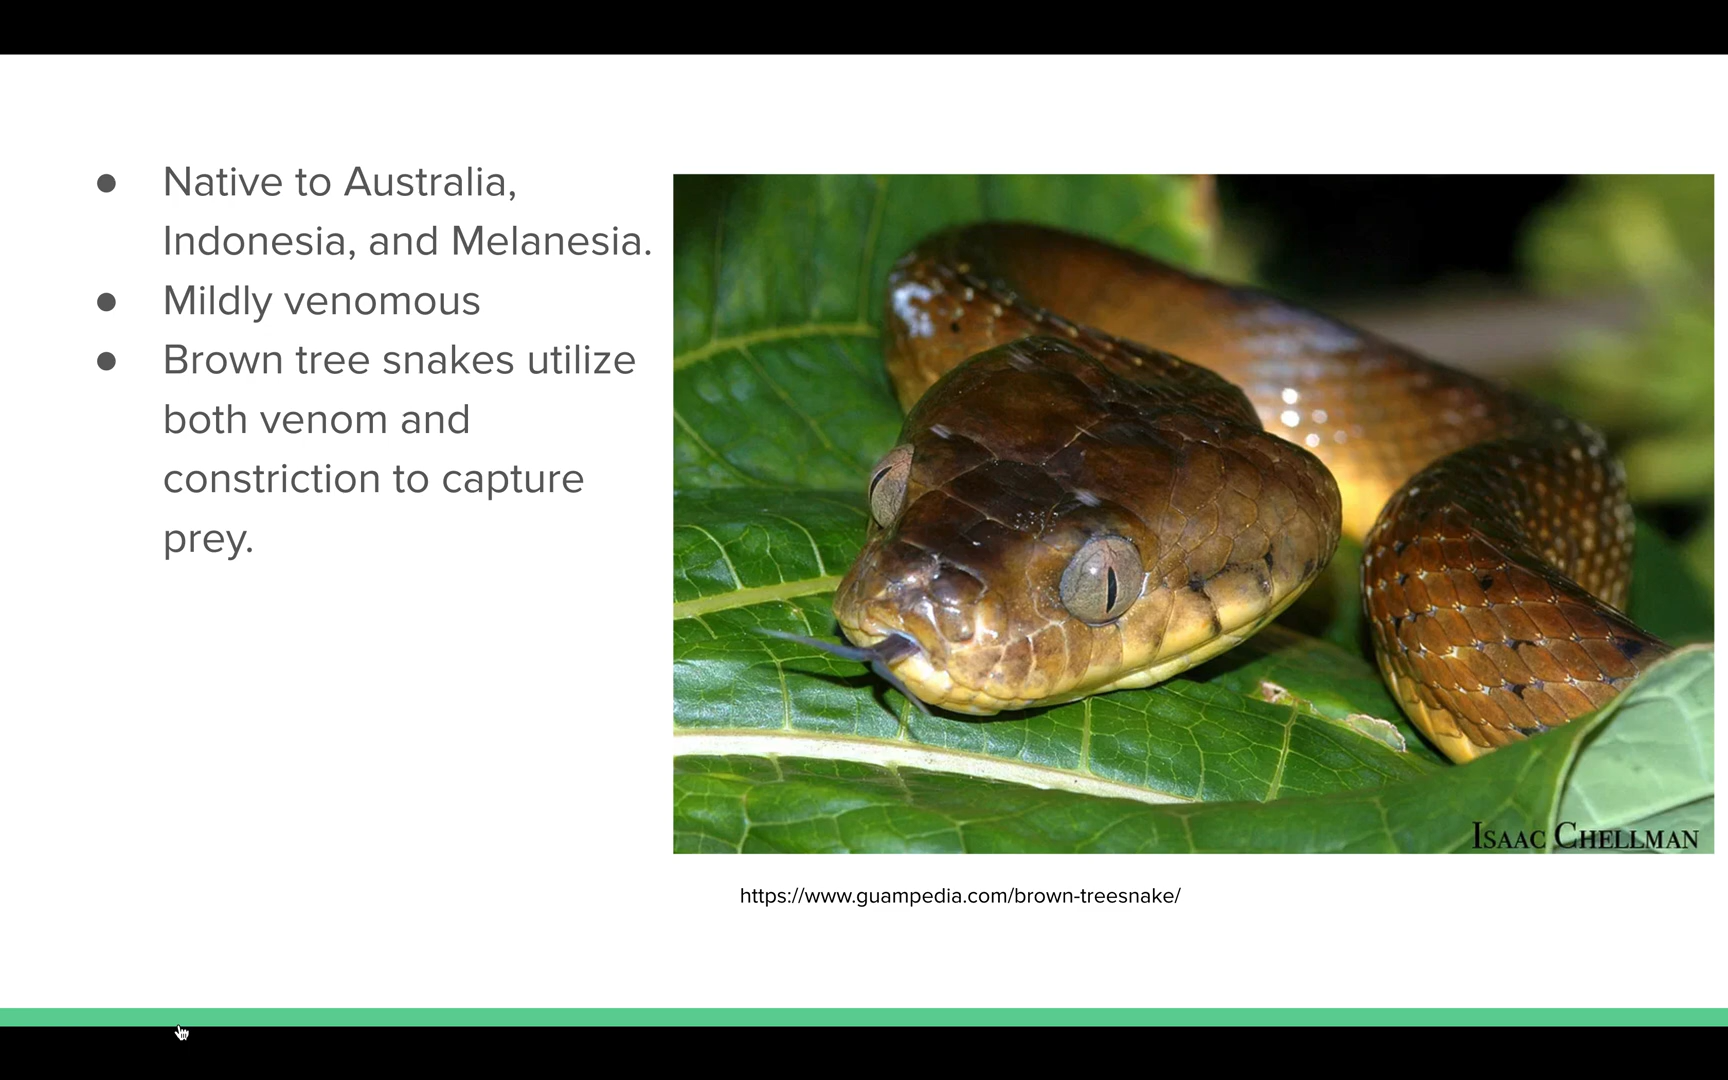 ● Native to Australia,
Indonesia, and Melanesia.
● Mildly venomous
● Brown tree snakes utilize
both venom and
constriction to capture
prey.
ISAAC CHELLMAN
https://www.guampedia.com/brown-treesnake/